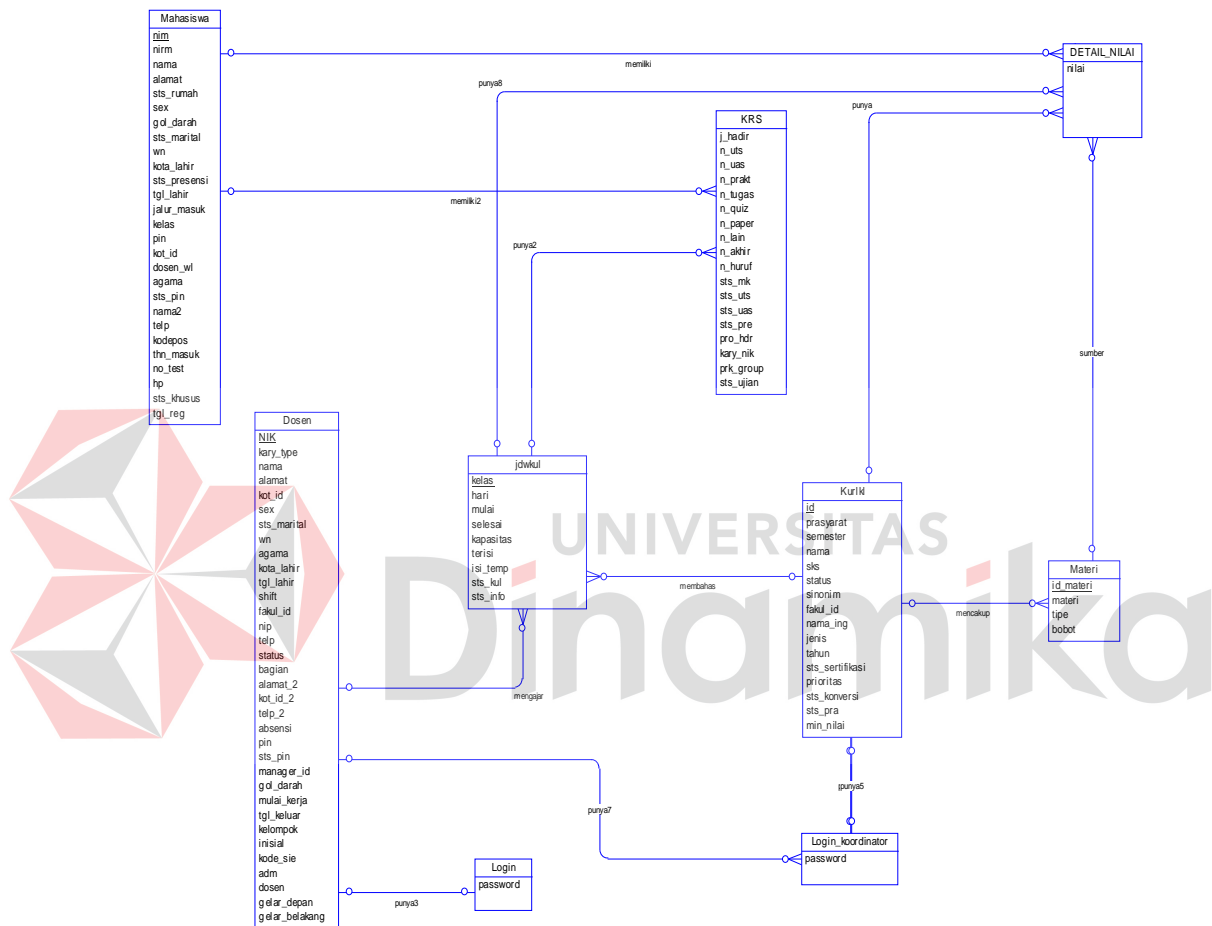 Mahasiswa
nim
nirm
nama
alamat
sts_rumah
sex
gol_darah
sts_marital
wn
kota_lahir
sts_presensi
tgl_lahir
jalur_masuk
kelas
pin
kot_id
dosen_wl
agama
sts_pin
nama2
telp
kodepos
thn_masuk
no_test
hp
sts_khusus
tgl_reg
memiliki
DETAIL_NILAI
nilai
punya8
punya
KRS
j_hadir
n_uts
n_uas
n_prakt
n_tugas
n_quiz
n_paper
n_lain
n_akhir
n_huruf
sts_mk
sts_uts
sts_uas
sts_pre
pro_hdr
kary_nik
prk_group
sts_ujian
memiliki2
punya2
sumber
Dosen
NIK
kary_type
nama
alamat
kot_id
sex
sts_marital
wn
agama
kota_lahir
tgl_lahir
shift
fakul_id
nip
telp
status
bagian
alamat_2
kot_id_2
telp_2
absensi
pin
sts_pin
manager_id
gol_darah
mulai_kerja
tgl_keluar
kelompok
inisial
kode_sie
adm
dosen
gelar_depan
gelar_belakang
jdwkul
kelas
hari
mulai
selesai
kapasitas
terisi
isi_temp
sts_kul
sts_info
membahas
Kurlkl
id
prasyarat
semester
nama
sks
status
sinonim
fakul_id
nama_ing
jenis
tahun
sts_sertifikasi
prioritas
sts_konversi
sts_pra
min_nilai
mencakup
Materi
id_materi
materi
tipe
bobot
mengajar
punya7
punya5
Login_koordinator
password
Login
password
punya3
UNIVERSITAS
Dinamika